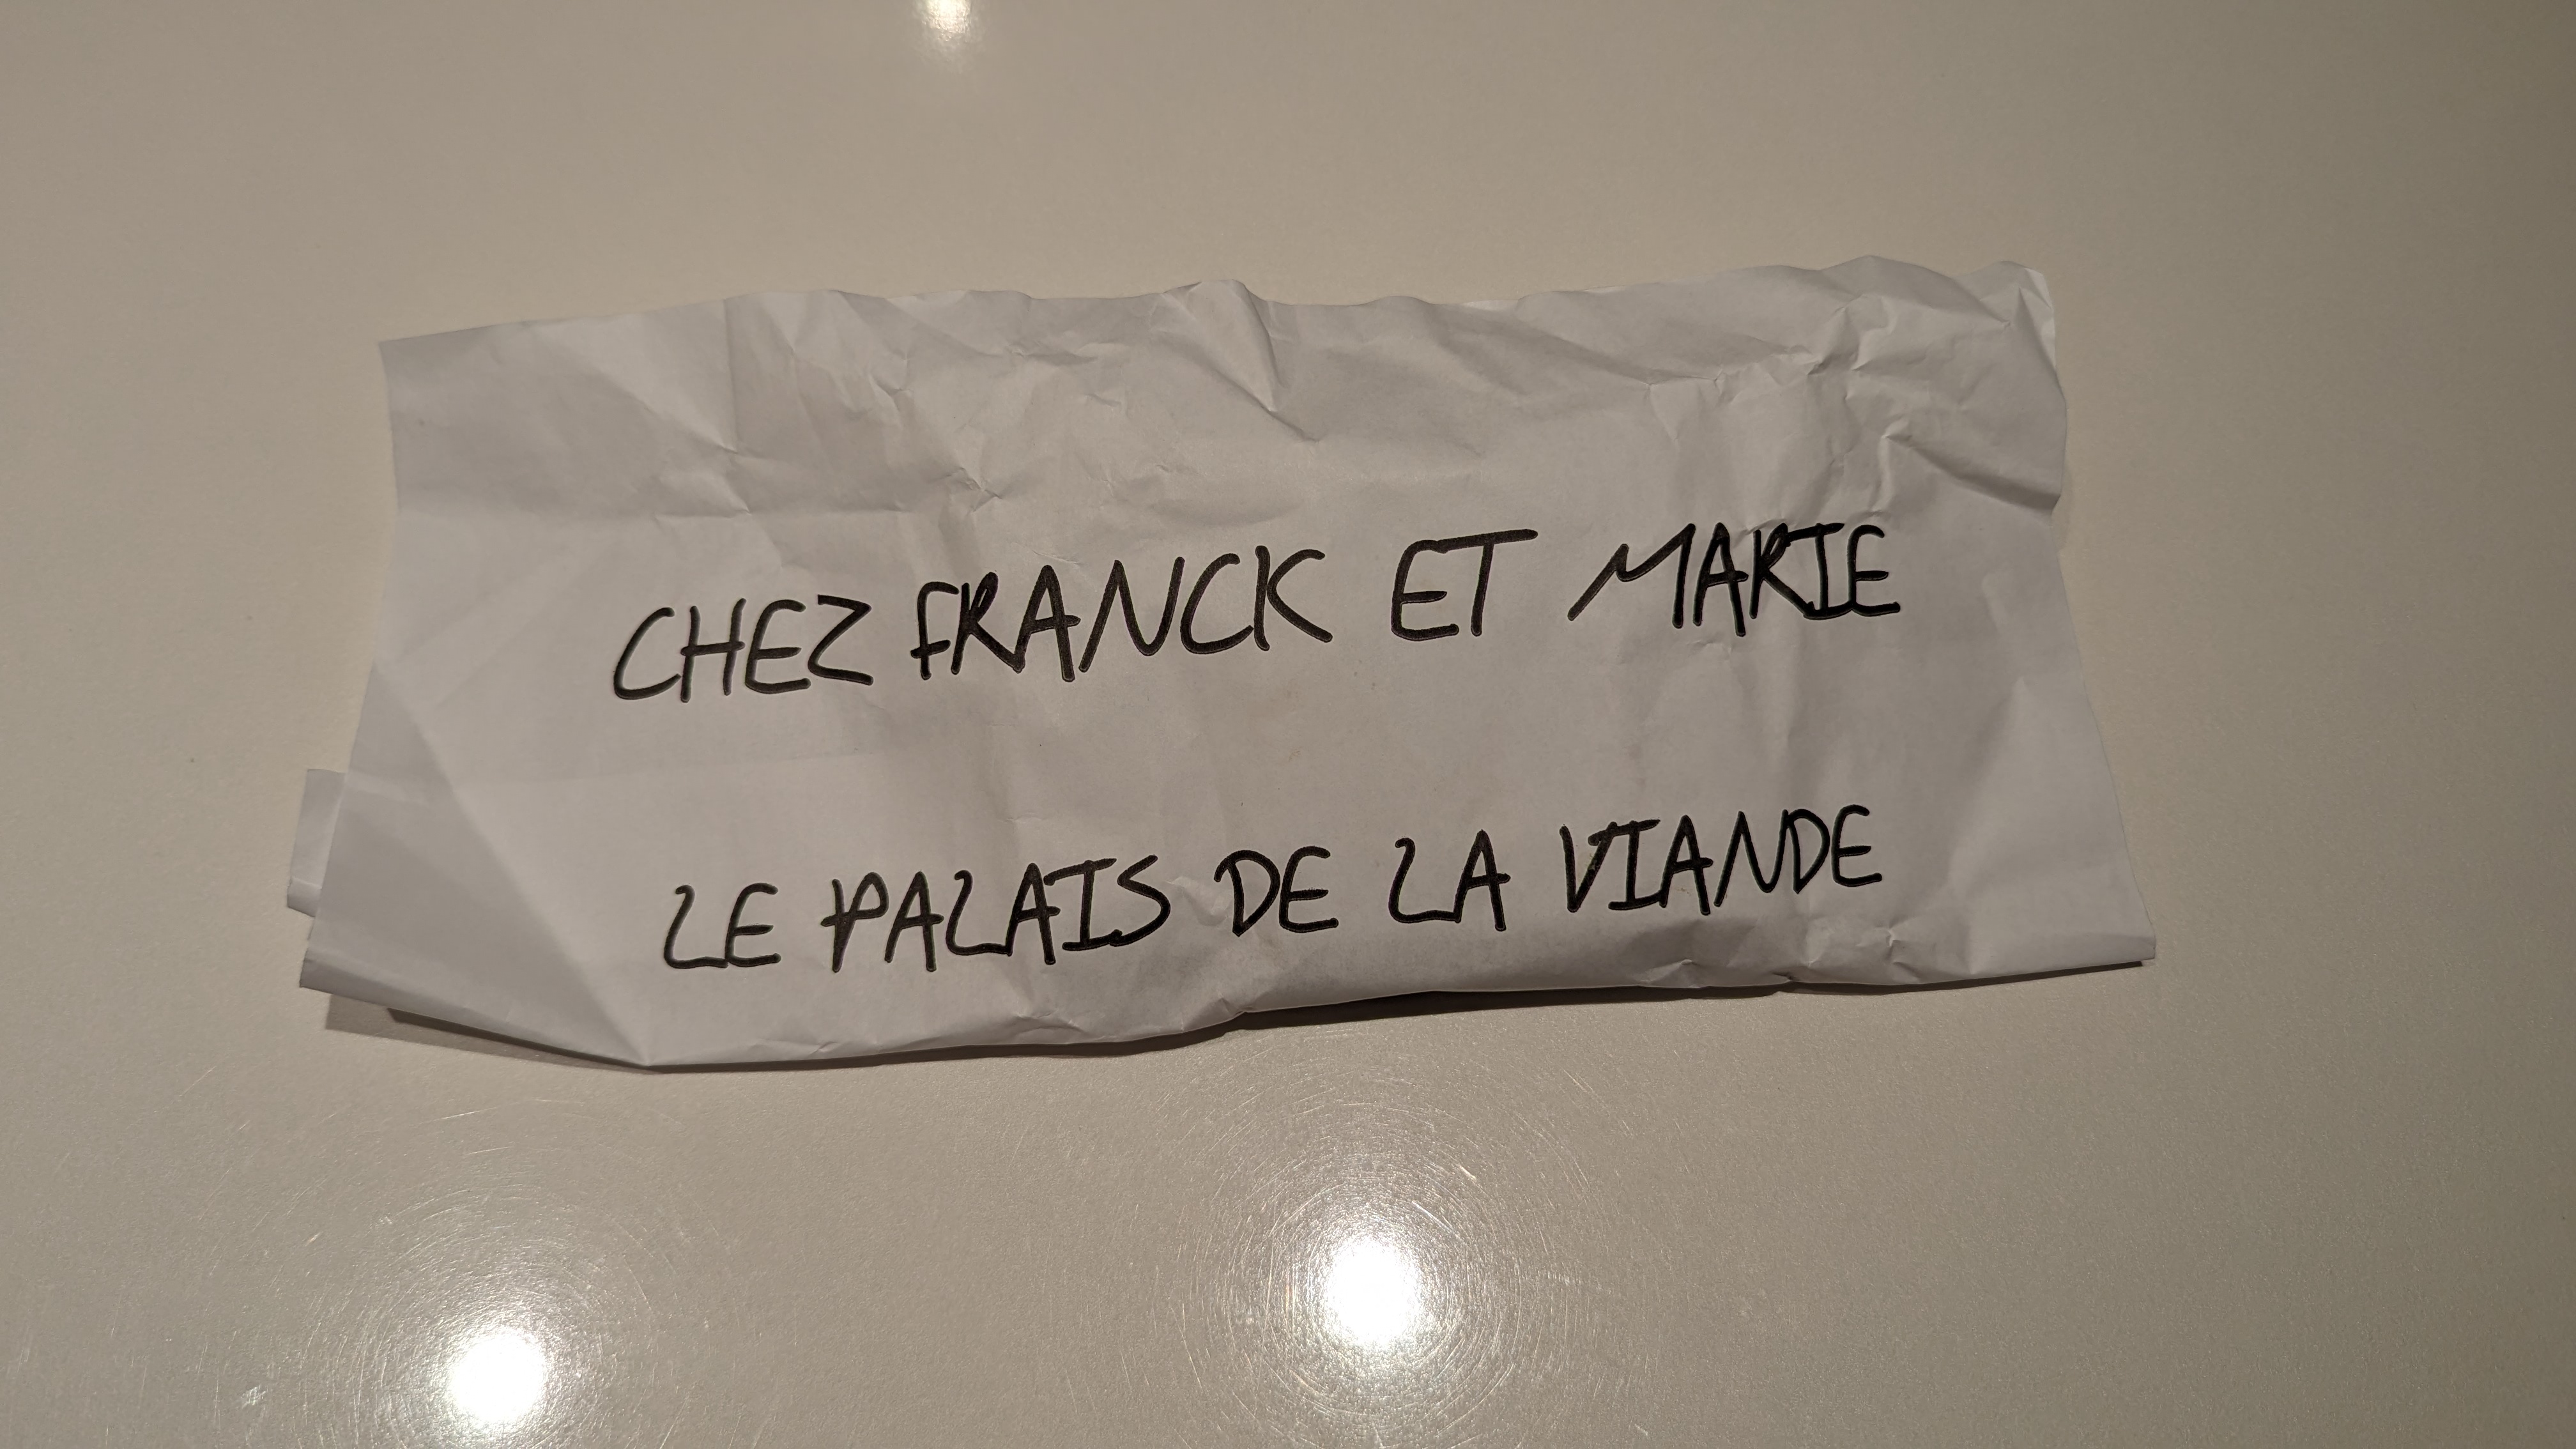 CHEZ FRANCK ET MARIE
LE PALAIS DE LA VIANDE